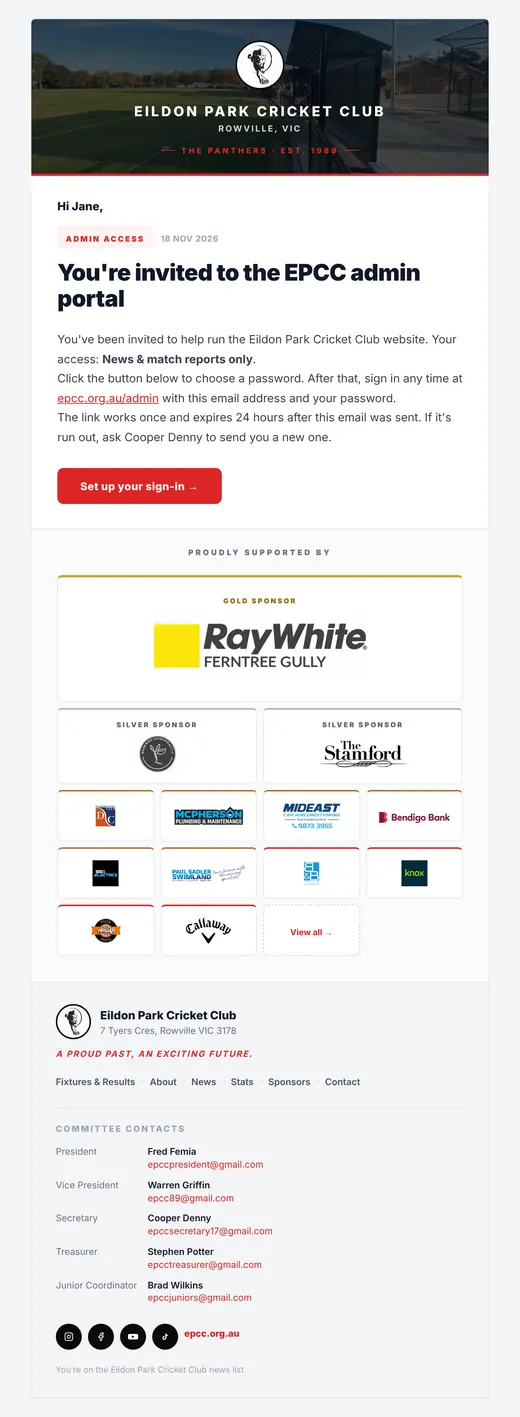 EILDON PARK CRICKET CLUB
ROWVILLE, VIC
THE PANTHERS · EST. 1989
Hi Jane,
ADMIN ACCESS 18 NOV 2026
You're invited to the EPCC admin
portal
You've been invited to help run the Eildon Park Cricket Club website. Your
access: News & match reports only.
Click the button below to choose a password. After that, sign in any time at
epcc.org.au/admin with this email address and your password.
The link works once and expires 24 hours after this email was sent. If it's
run out, ask Cooper Denny to send you a new one.
Set up your sign-in →
PROUDLY SUPPORTED BY
GOLD SPONSOR
RayWhite®
FERNTREE GULLY
SILVER SPONSOR
SILVER SPONSOR
The
Stamford
MCPHERSON
PLUMBING & MAINTENANCE
MIDEAST
CAR AIRCONDITIONING
9873 3955
Bendigo Bank
PAUL SADLER
SWIMLAND
knox
Callaway
View all →
Eildon Park Cricket Club
7 Tyers Cres, Rowville VIC 3178
A PROUD PAST, AN EXCITING FUTURE.
Fixtures & Results · About · News · Stats · Sponsors · Contact
COMMITTEE CONTACTS
President Fred Femia
epccpresident@gmail.com
Vice President Warren Griffin
epcc89@gmail.com
Secretary Cooper Denny
epccsecretary17@gmail.com
Treasurer Stephen Potter
epcctreasurer@gmail.com
Junior Coordinator Brad Wilkins
epccjuniors@gmail.com
epcc.org.au
You're on the Eildon Park Cricket Club news list.